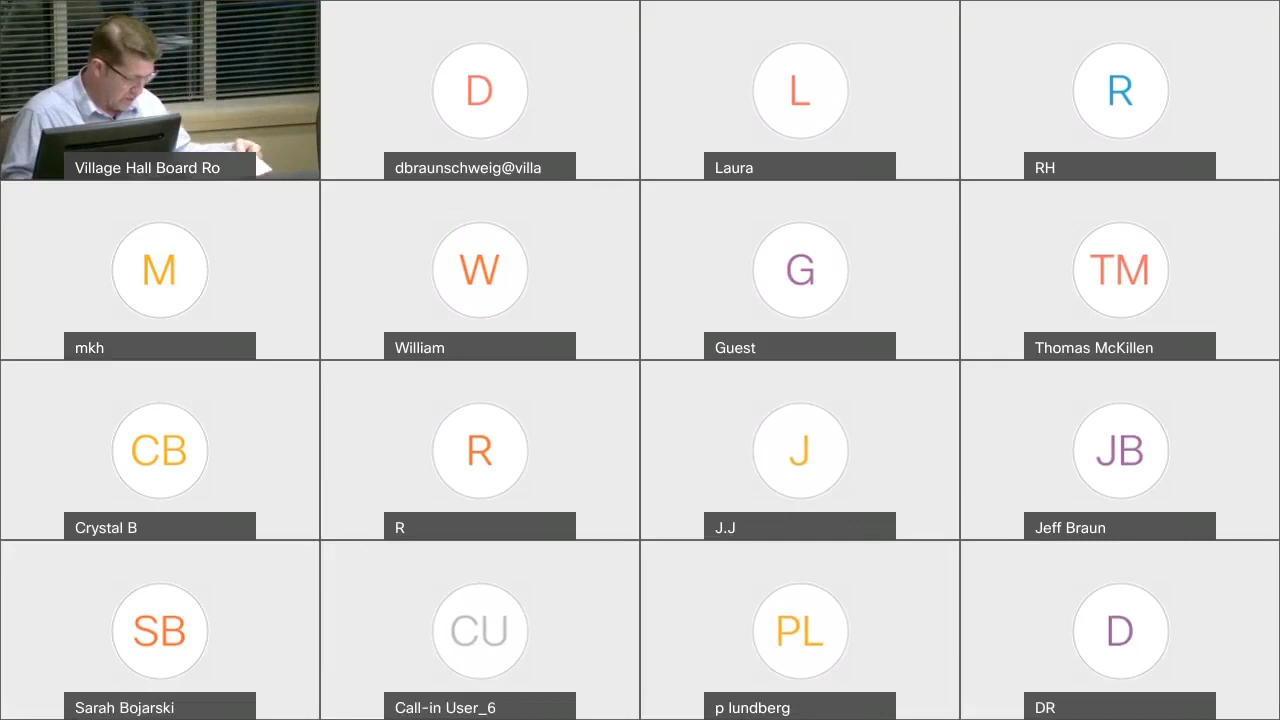 D
L
R
Village Hall Board Ro
dbraunschweig@villa
Laura
RH
M
W
G
TM
mkh
William
Guest
Thomas McKillen
CB
R
J
JB
Crystal B
R
J.J
Jeff Braun
SB
CU
PL
D
Sarah Bojarski
Call-in User_6
p lundberg
DR